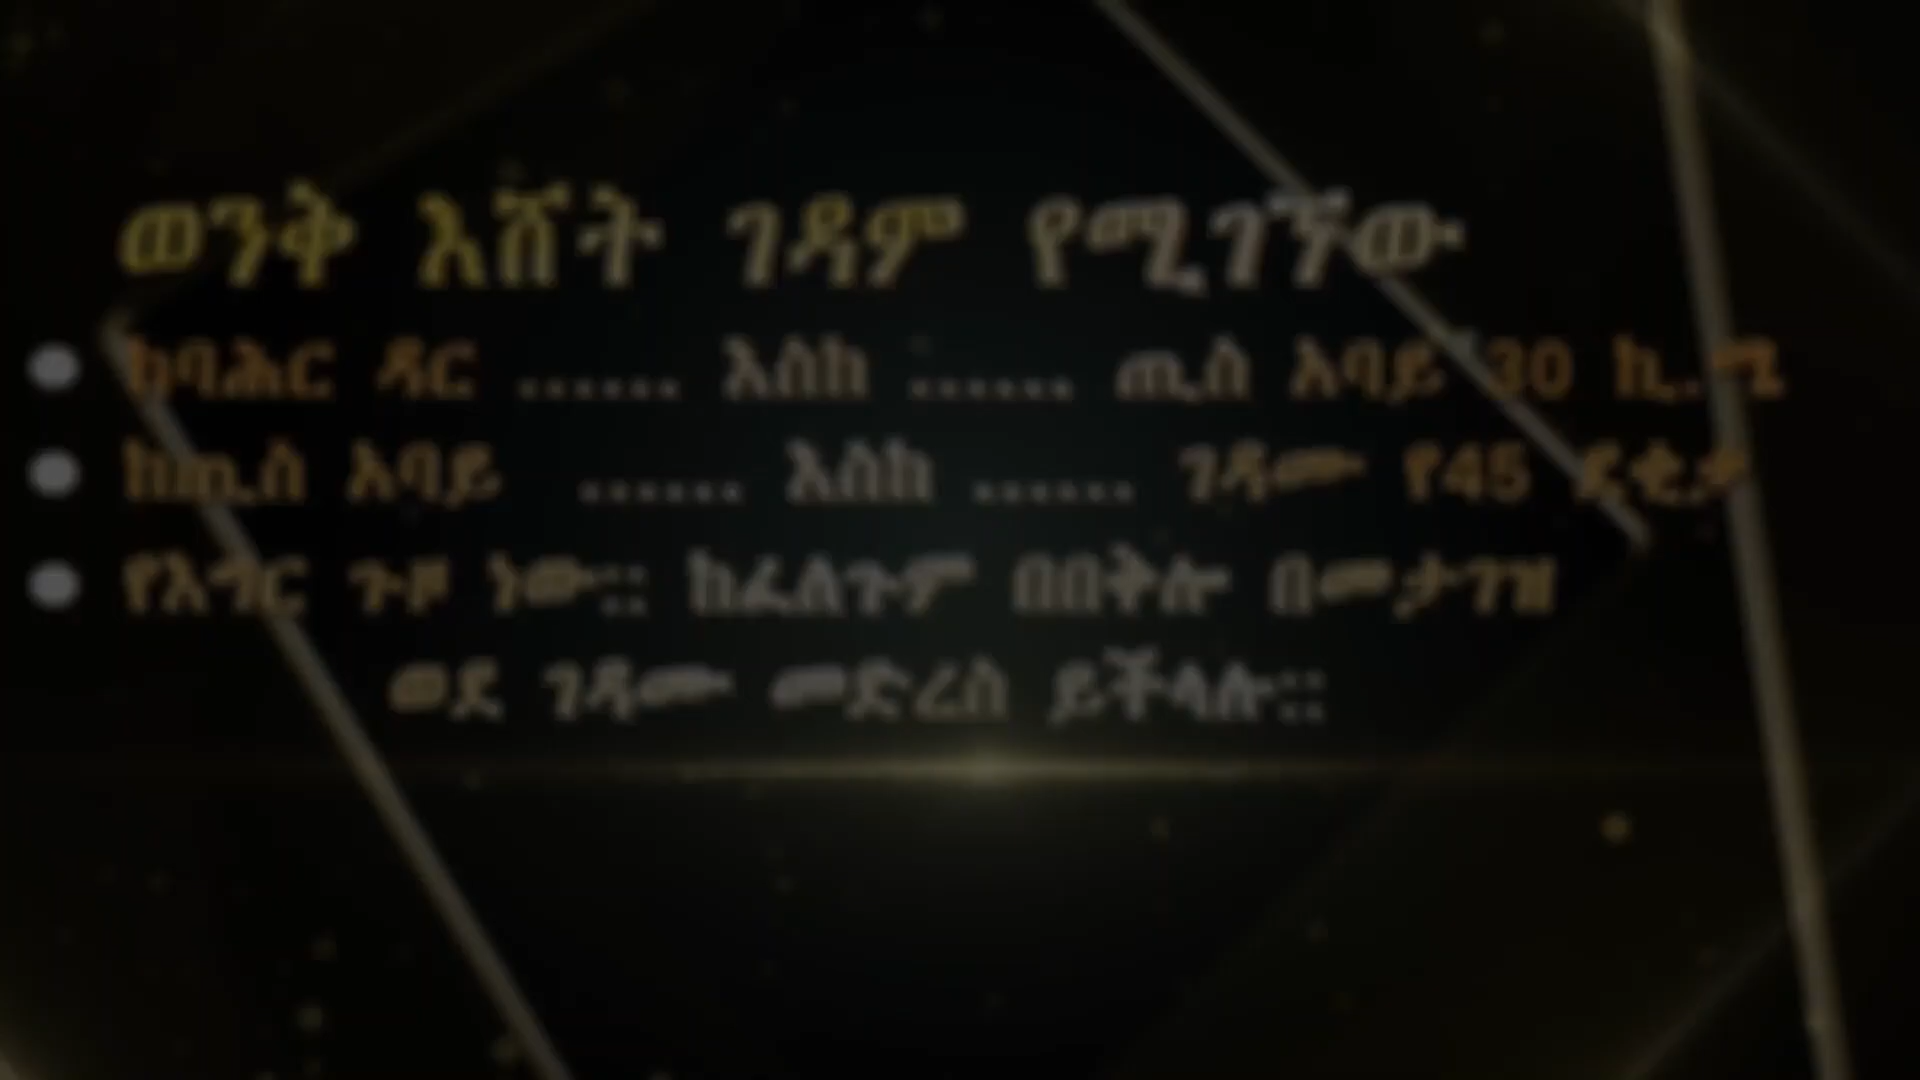 ወንቅ እሸት ገዳም የሚገኘው
ከባሕር ዳር ...... እስከ ...... ጢስ አባይ 30 ኪ.ሜ
ከጢስ አባይ ...... እስከ ...... ገዳሙ የ45 ደቂቃ
የእግር ጉዞ ነው:: ከፈለጉም በበቅሎ በመታገዝ
ወደ ገዳሙ መድረስ ይችላሉ::